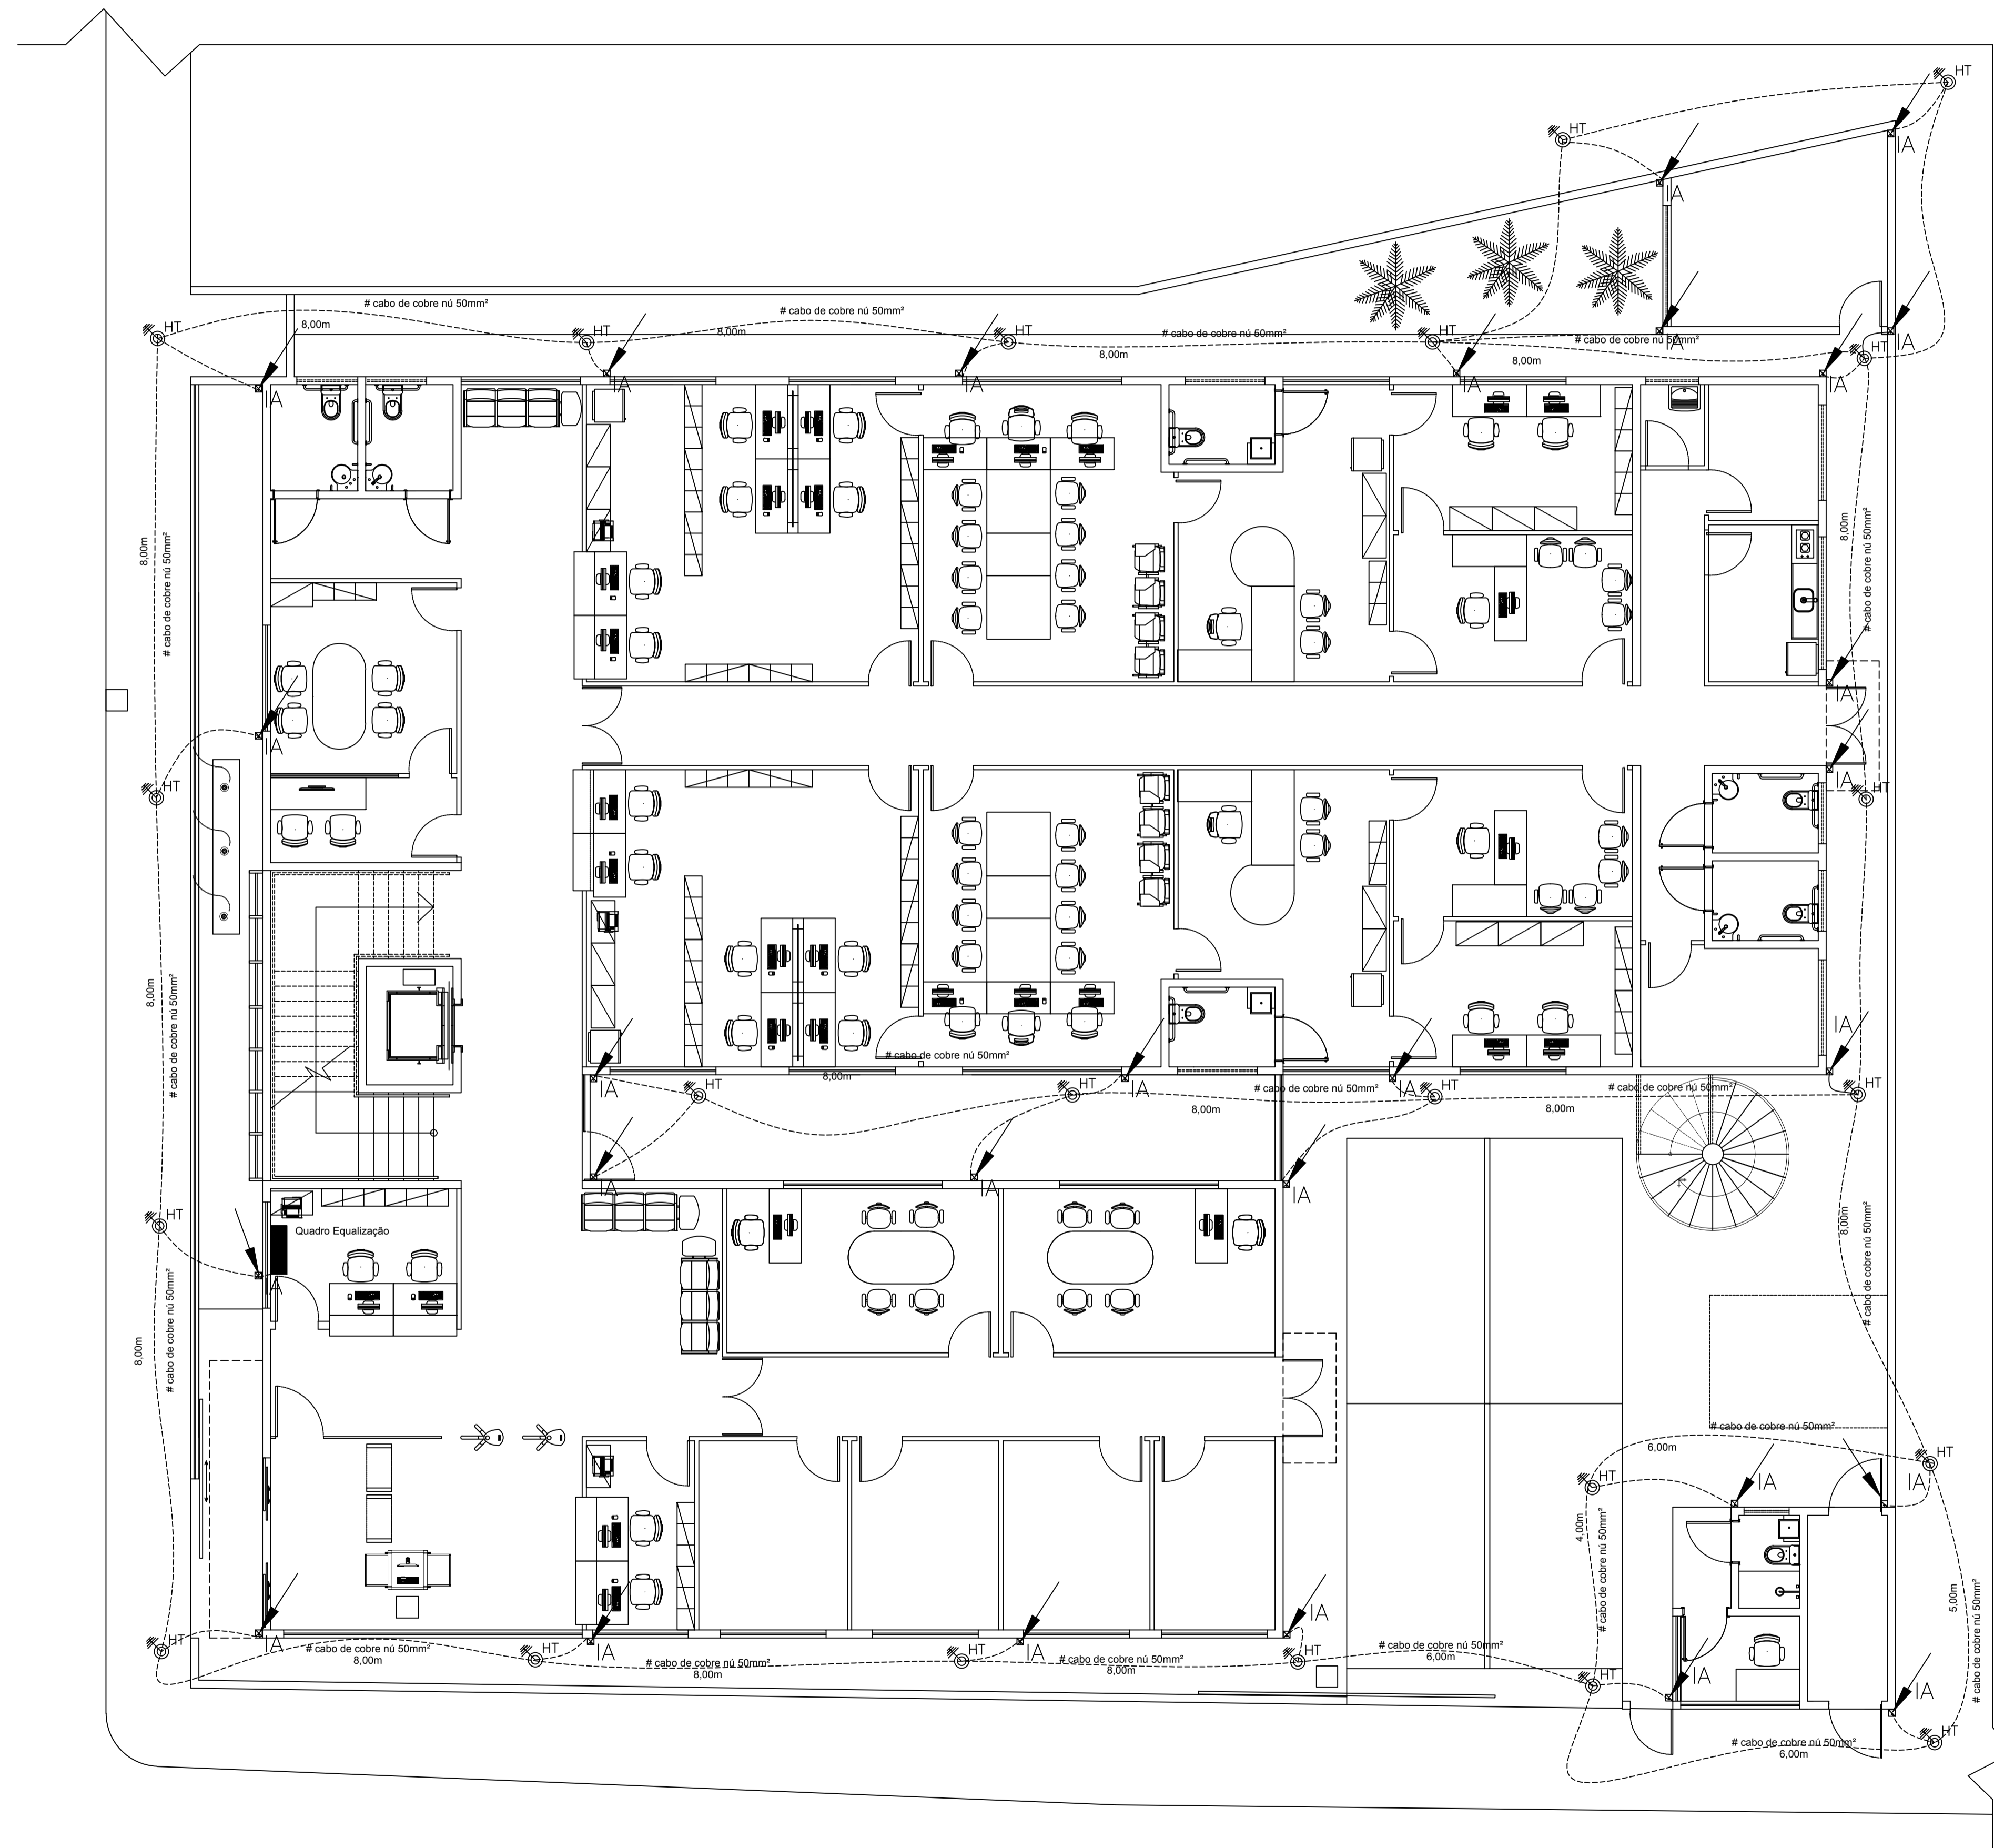 HT
HT
IA
IA
# cabo de cobre nú 50mm²
# cabo de cobre nú 50mm²
8,00m
HT
HT
8,00m
HT
# cabo de cobre nú 50mm²
HT
# cabo de cobre nú 50mm²
IA
IA
HT
8,00m
8,00m
IA
IA
IA
IA
IA
8,00m
# cabo de cobre nú 50mm²
8,00m
# cabo de cobre nú 50mm²
IA
IA
IA
HT
HT
8,00m
# cabo de cobre nú 50mm²
# cabo de cobre nú 50mm²
8,00m
IA
HT
IA
HT
IA
# cabo de cobre nú 50mm²
IA
HT
# cabo de cobre nú 50mm²
HT
8,00m
8,00m
IA
IA
IA
HT
Quadro Equalização
8,00m
# cabo de cobre nú 50mm²
IA
8,00m
# cabo de cobre nú 50mm²
# cabo de cobre nú 50mm²
6,00m
HT
HT
IA
IA
4,00m
# cabo de cobre nú 50mm²
5,00m
# cabo de cobre nú 50mm²
HT
IA
# cabo de cobre nú 50mm²
8,00m
HT
IA
# cabo de cobre nú 50mm²
8,00m
HT
IA
# cabo de cobre nú 50mm²
8,00m
IA
HT
# cabo de cobre nú 50mm²
6,00m
HT
IA
IA
# cabo de cobre nú 50mm²
6,00m
HT